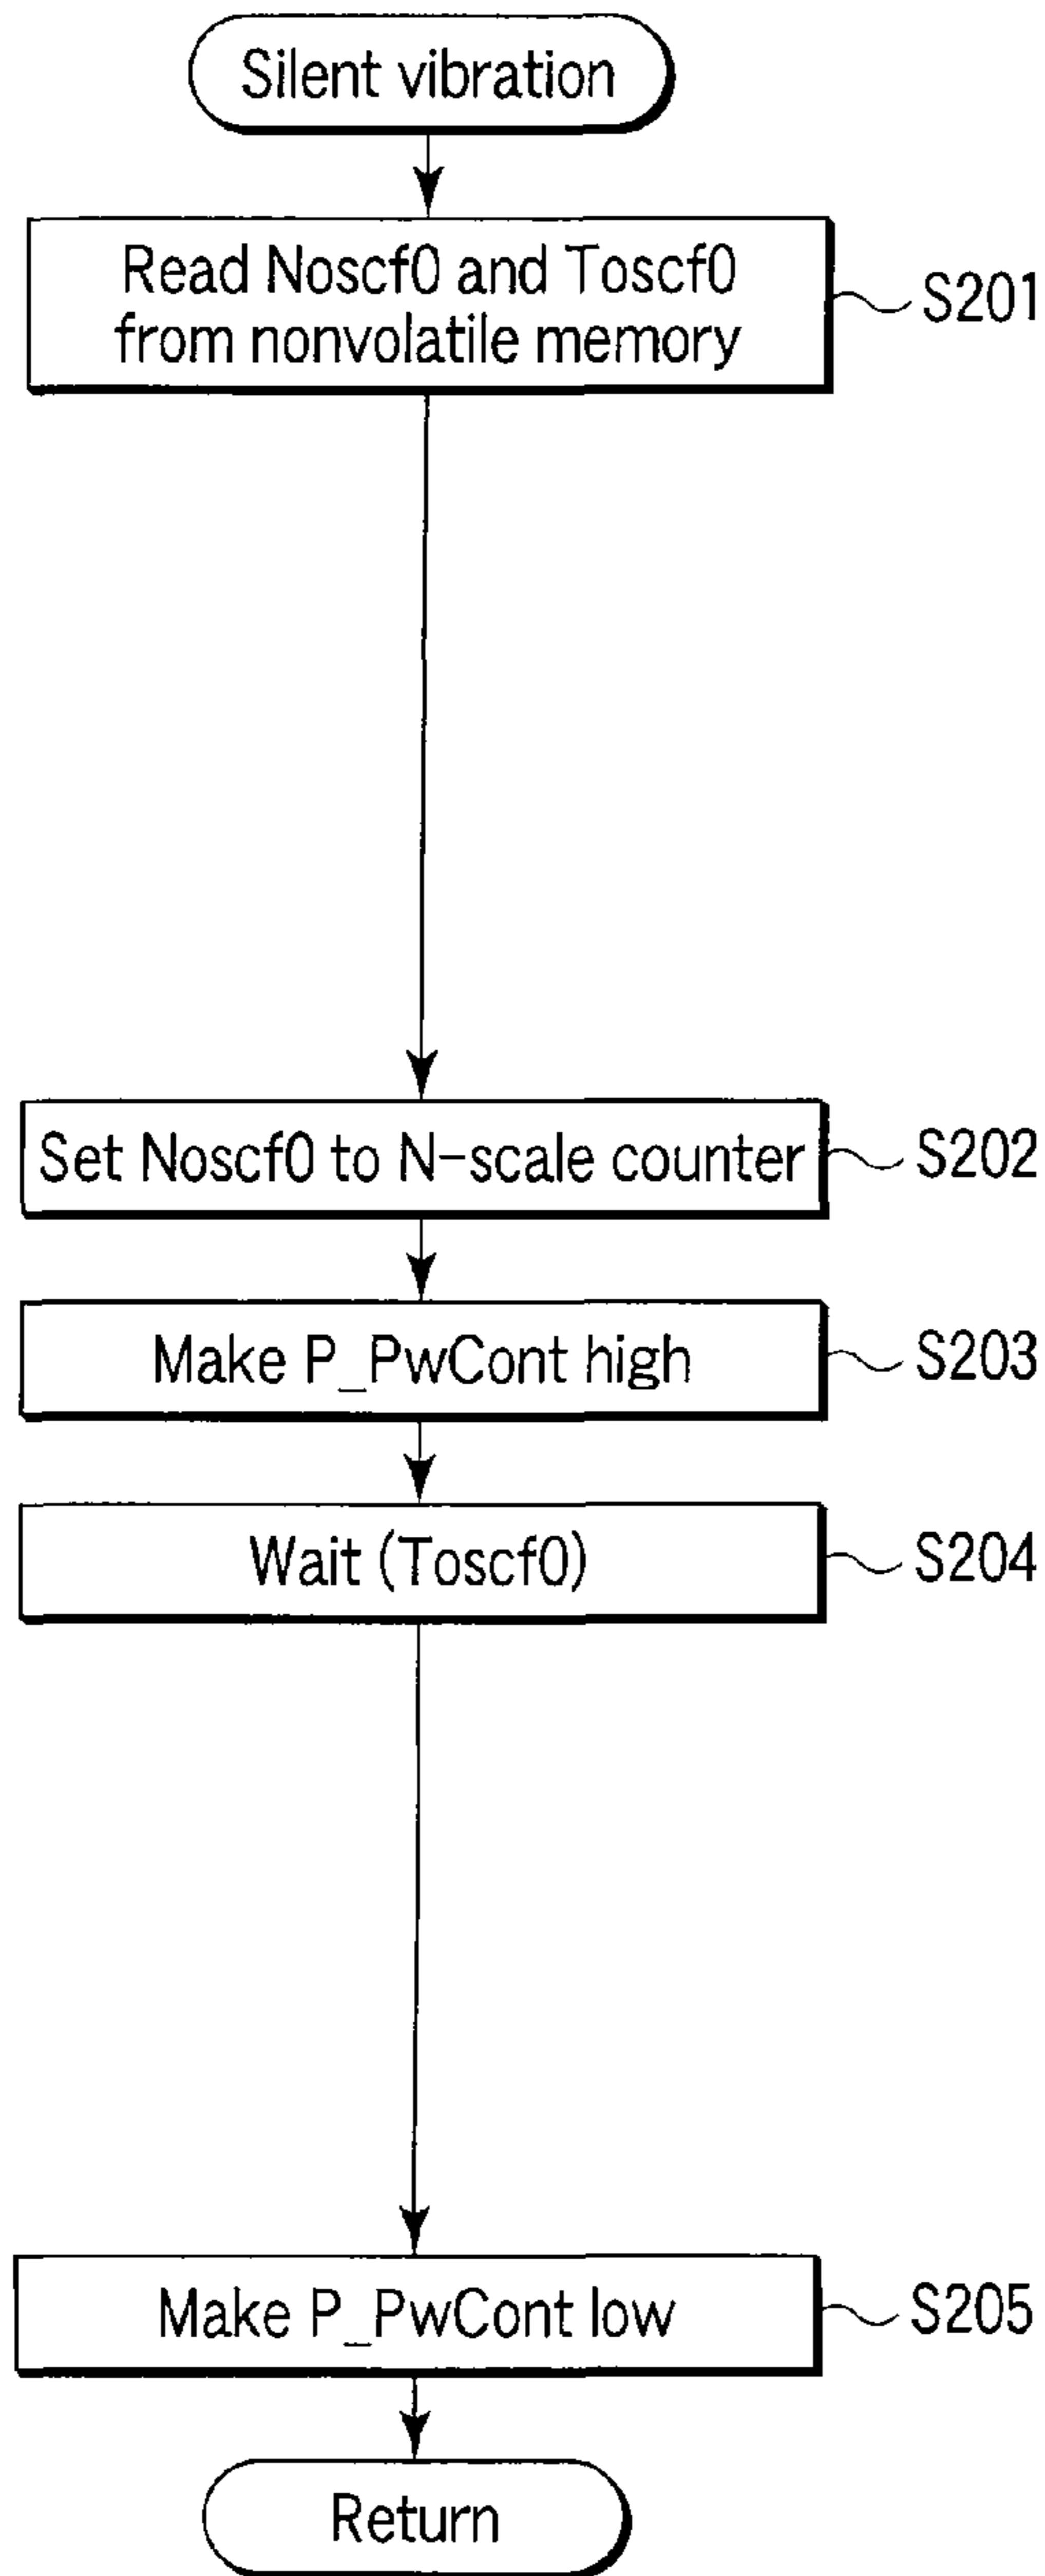 Silent vibration
Read Noscf0 and Toscf0
from nonvolatile memory
S201
Set Noscf0 to N-scale counter
S202
Make P_PwCont high
S203
Wait (Toscf0)
S204
Make P_PwCont low
S205
Return